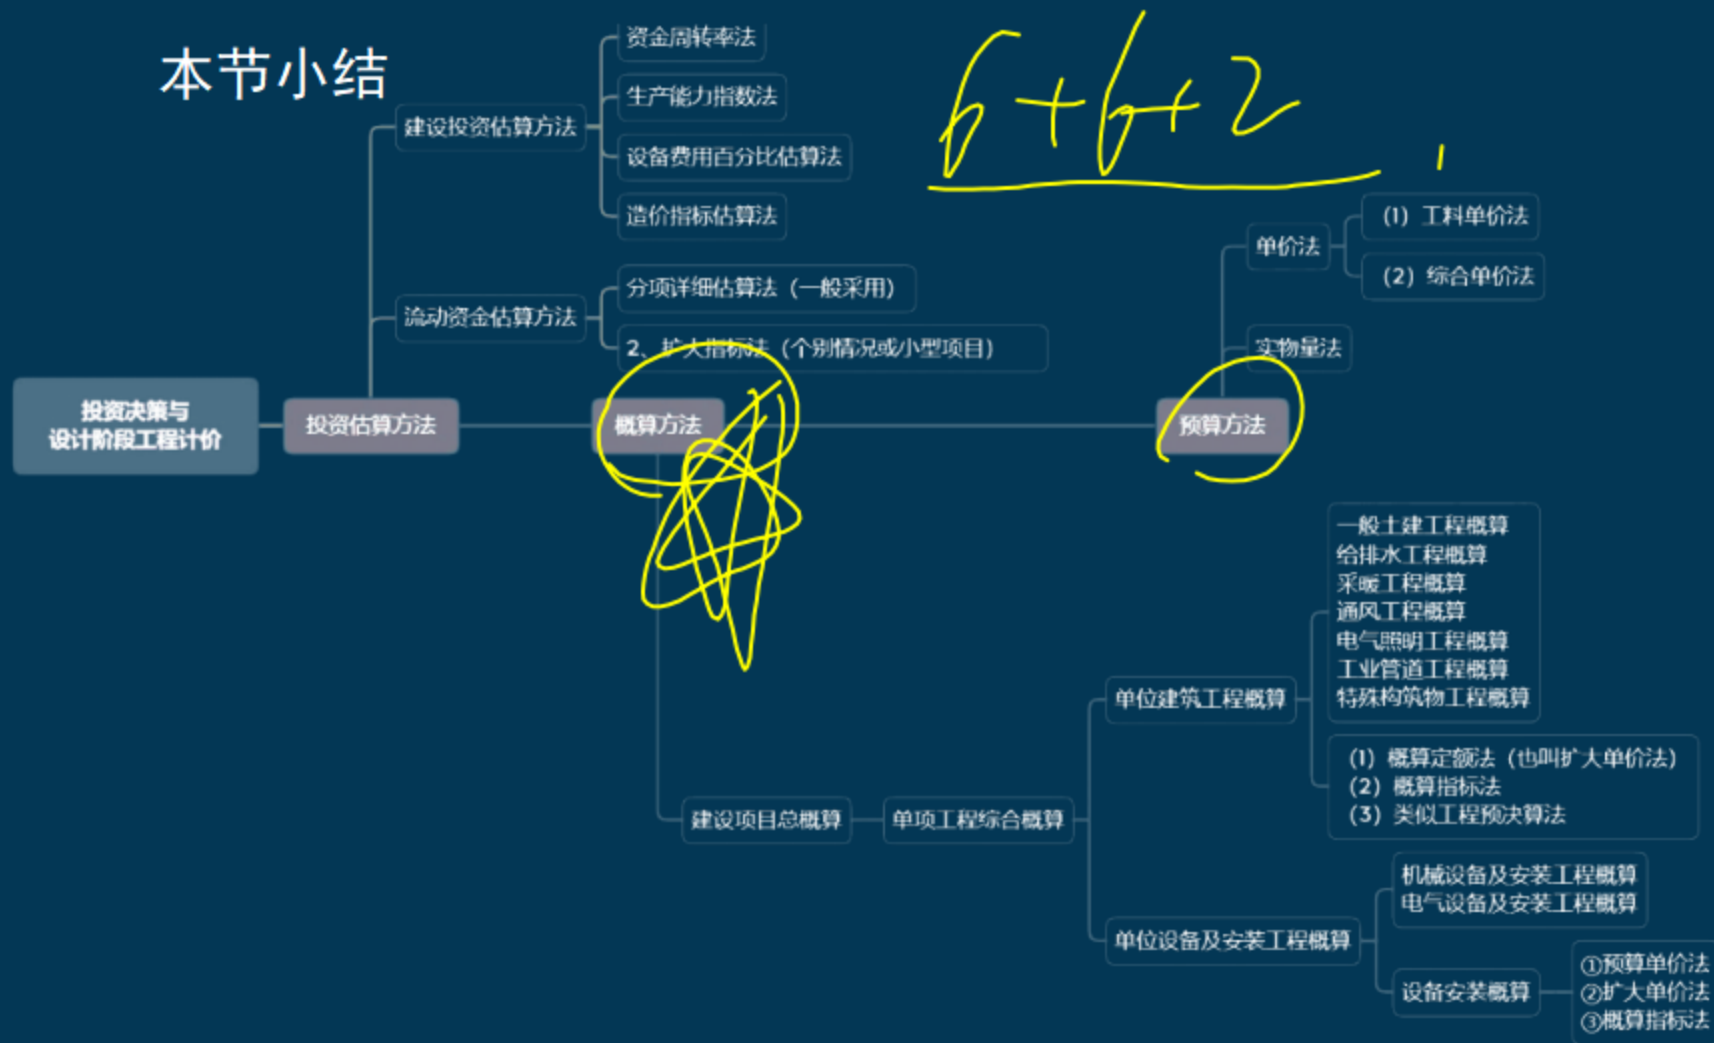 本节小结
6+6+2
投资决策与
设计阶段工程计价
投资估算方法
建设投资估算方法
资金周转率法
生产能力指数法
设备费用百分比估算法
造价指标估算法
流动资金估算方法
分项详细估算法（一般采用）
2、扩大指标法（个别情况或小型项目）
概算方法
建设项目总概算
单项工程综合概算
单位建筑工程概算
一般土建工程概算
给排水工程概算
采暖工程概算
通风工程概算
电气照明工程概算
工业管道工程概算
特殊构筑物工程概算
（1）概算定额法（也叫扩大单价法）
（2）概算指标法
（3）类似工程预决算法
单位设备及安装工程概算
机械设备及安装工程概算
电气设备及安装工程概算
设备安装概算
①预算单价法
②扩大单价法
③概算指标法
预算方法
单价法
（1）工料单价法
（2）综合单价法
实物量法